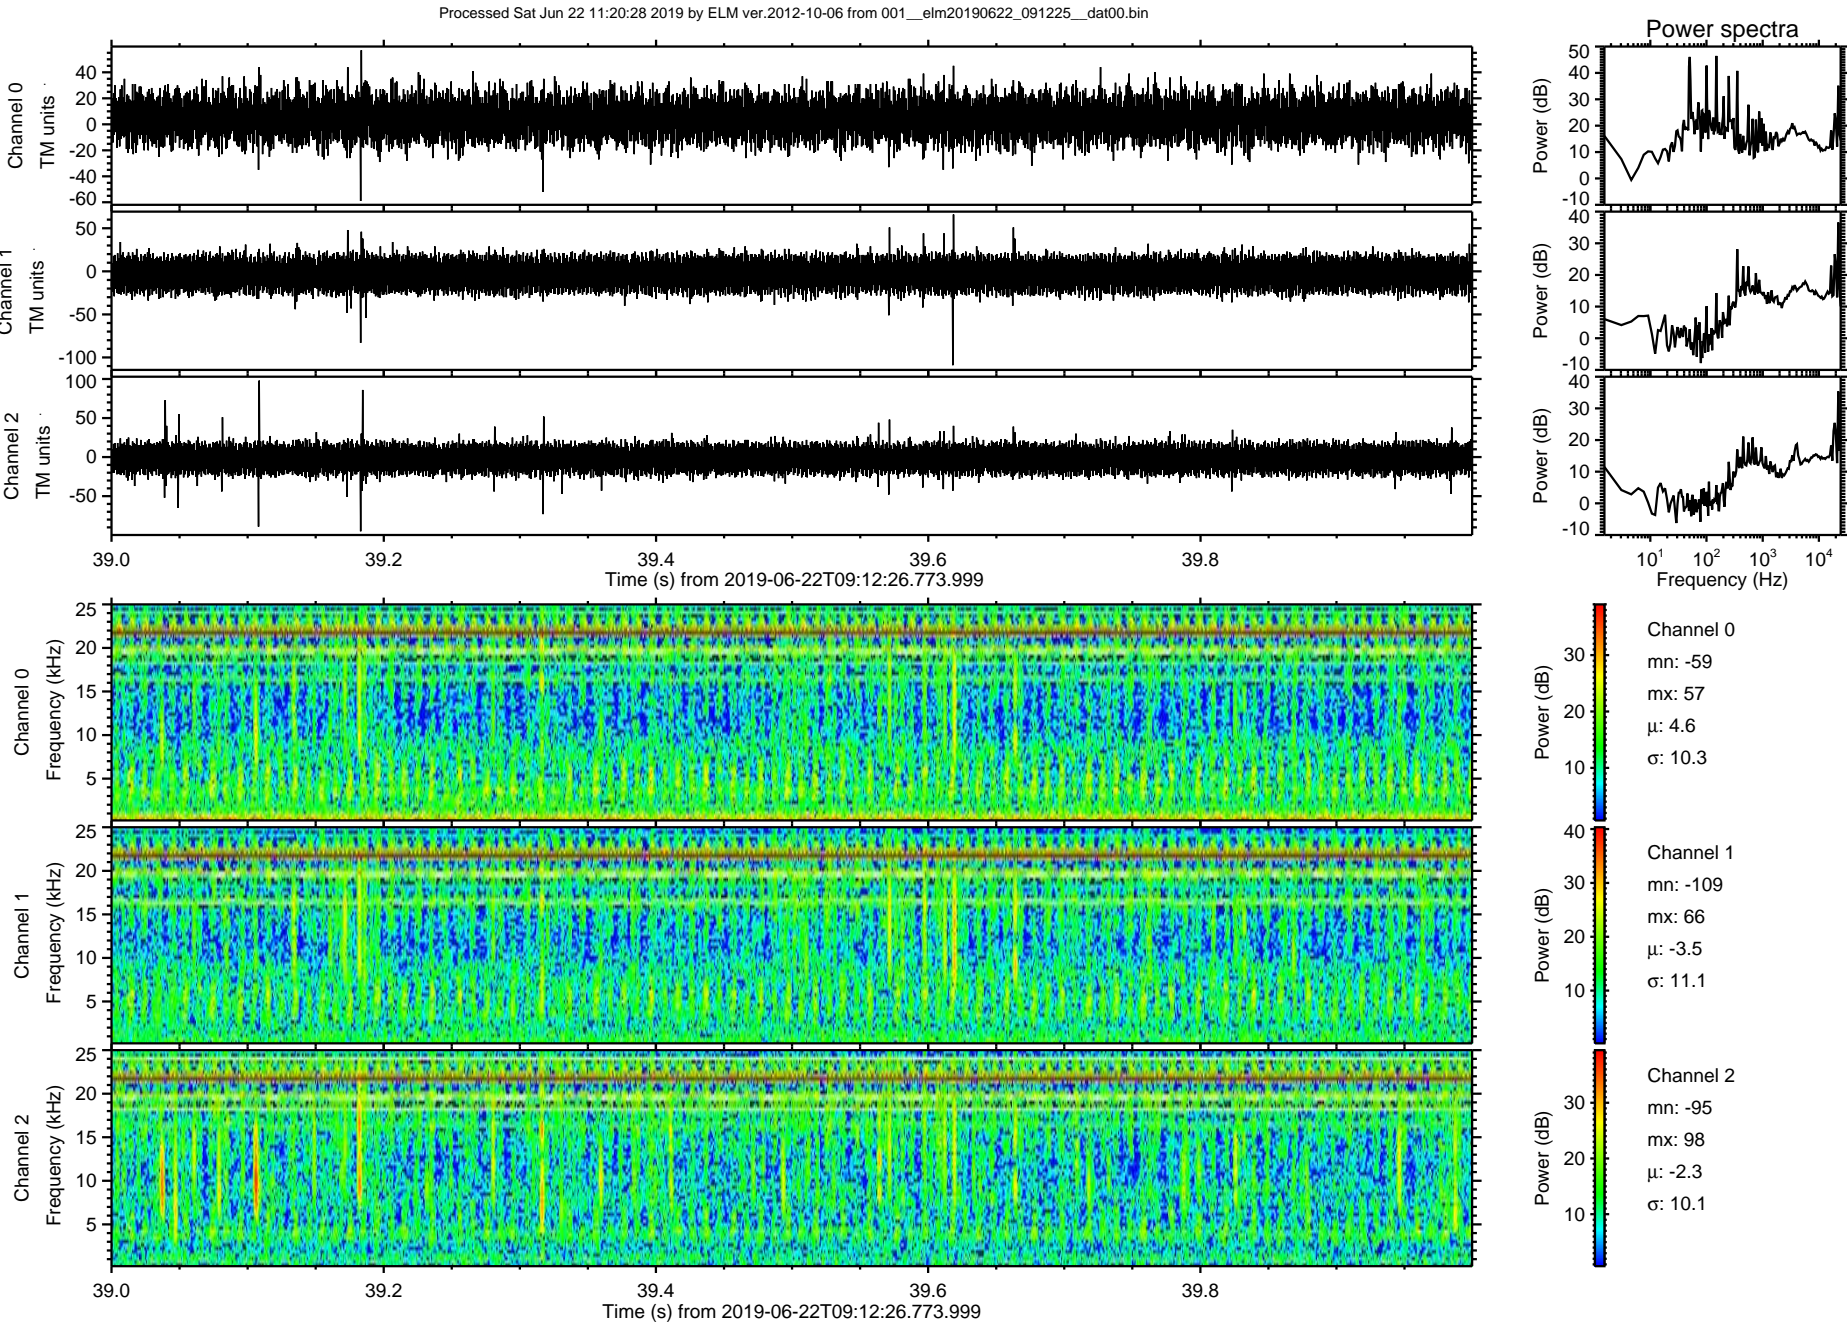 Processed Sat Jun 22 11:20:28 2019 by ELM ver.2012-10-06 from 001__elm20190622_091225__dat00.bin
Power spectra
Channel 0
TM units
40
20
0
-20
-40
-60
Power (dB)
50
40
30
20
10
0
-10
Channel 1
TM units
50
0
-50
-100
Power (dB)
40
30
20
10
0
-10
Channel 2
TM units
100
50
0
-50
Power (dB)
40
30
20
10
0
-10
39.0 39.2 39.4 39.6 39.8
Time (s) from 2019-06-22T09:12:26.773.999
10^1 10^2 10^3 10^4
Frequency (Hz)
Channel 0
Frequency (kHz)
25
20
15
10
5
Power (dB)
30
20
10
Channel 0
mn: -59
mx: 57
μ: 4.6
σ: 10.3
Channel 1
Frequency (kHz)
25
20
15
10
5
Power (dB)
40
30
20
10
Channel 1
mn: -109
mx: 66
μ: -3.5
σ: 11.1
Channel 2
Frequency (kHz)
25
20
15
10
5
Power (dB)
30
20
10
Channel 2
mn: -95
mx: 98
μ: -2.3
σ: 10.1
39.0 39.2 39.4 39.6 39.8
Time (s) from 2019-06-22T09:12:26.773.999